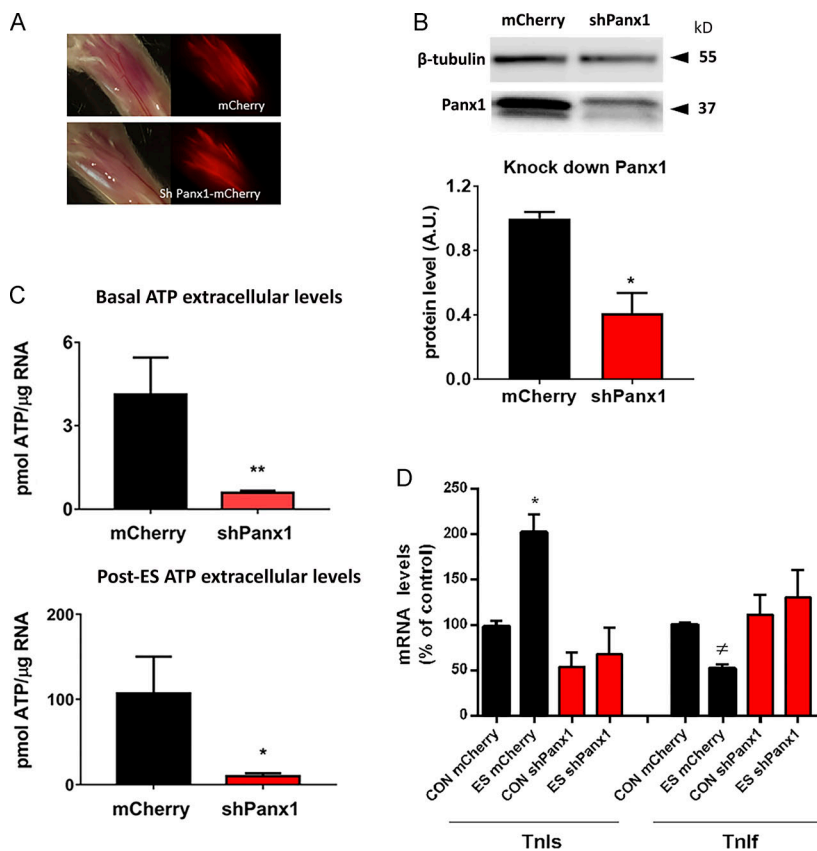 A
mCherry
Sh Panx1-mCherry
B
mCherry shPanx1 kD
β-tubulin 55
Panx1 37
Knock down Panx1
protein level (A.U.)
1.2
0.8
0.4
0.0
mCherry shPanx1
*
C
Basal ATP extracellular levels
pmol ATP/µg RNA
6
3
0
**
mCherry shPanx1
Post-ES ATP extracellular levels
pmol ATP/µg RNA
200
100
0
*
mCherry shPanx1
D
mRNA levels
(% of control)
250
200
150
100
50
0
*
≠
CON mCherry
ES mCherry
CON shPanx1
ES shPanx1
CON mCherry
ES mCherry
CON shPanx1
ES shPanx1
TnIs TnIf